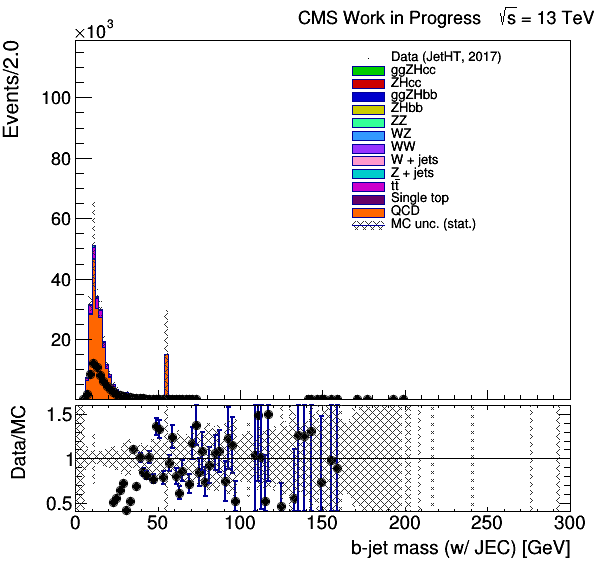 CMS Work in Progress √s = 13 TeV
×10³
Events/2.0
100
80
60
40
20
Data (JetHT, 2017)
ggZHcc
ZHcc
ggZHbb
ZHbb
ZZ
WZ
WW
W + jets
Z + jets
tt̄
Single top
QCD
MC unc. (stat.)
Data/MC
1.5
1
0.5
0 50 100 150 200 250 300
b-jet mass (w/ JEC) [GeV]